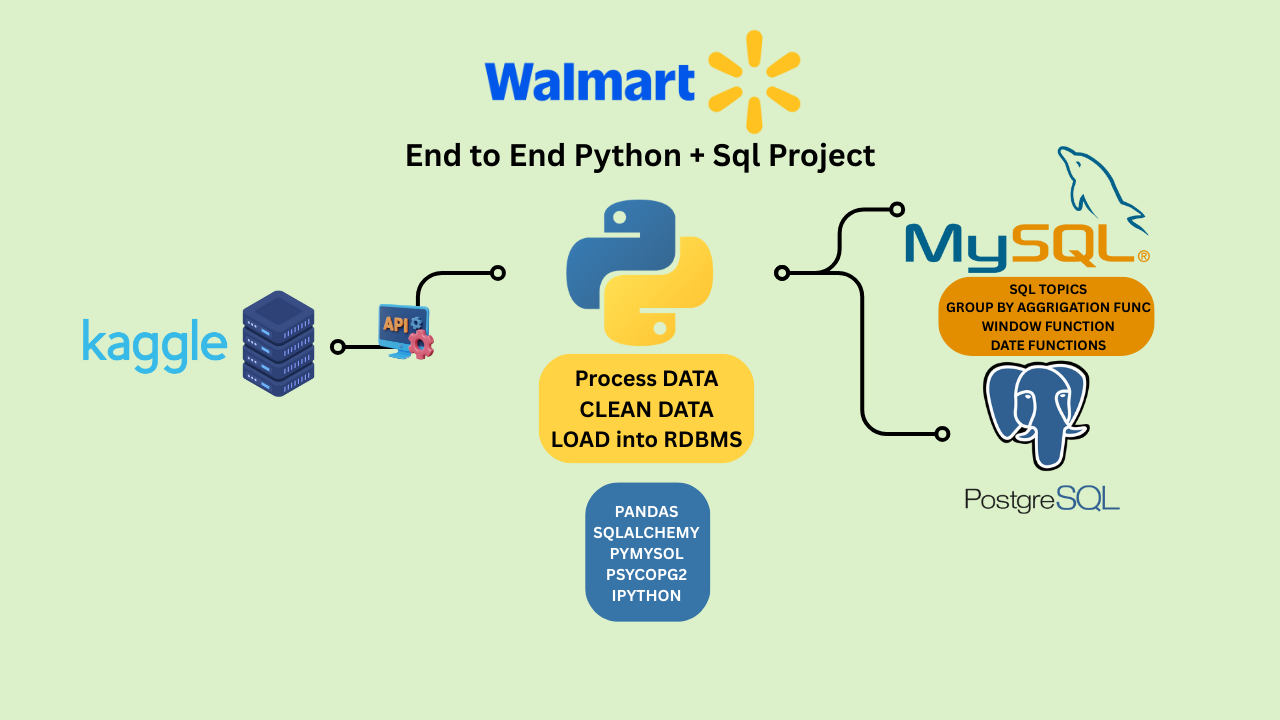 Walmart
End to End Python + Sql Project
kaggle
API
Process DATA
CLEAN DATA
LOAD into RDBMS
PANDAS
SQLALCHEMY
PYMYSOL
PSYCOPG2
IPYTHON
MySQL®
SQL TOPICS
GROUP BY AGGRIGATION FUNC
WINDOW FUNCTION
DATE FUNCTIONS
PostgreSQL